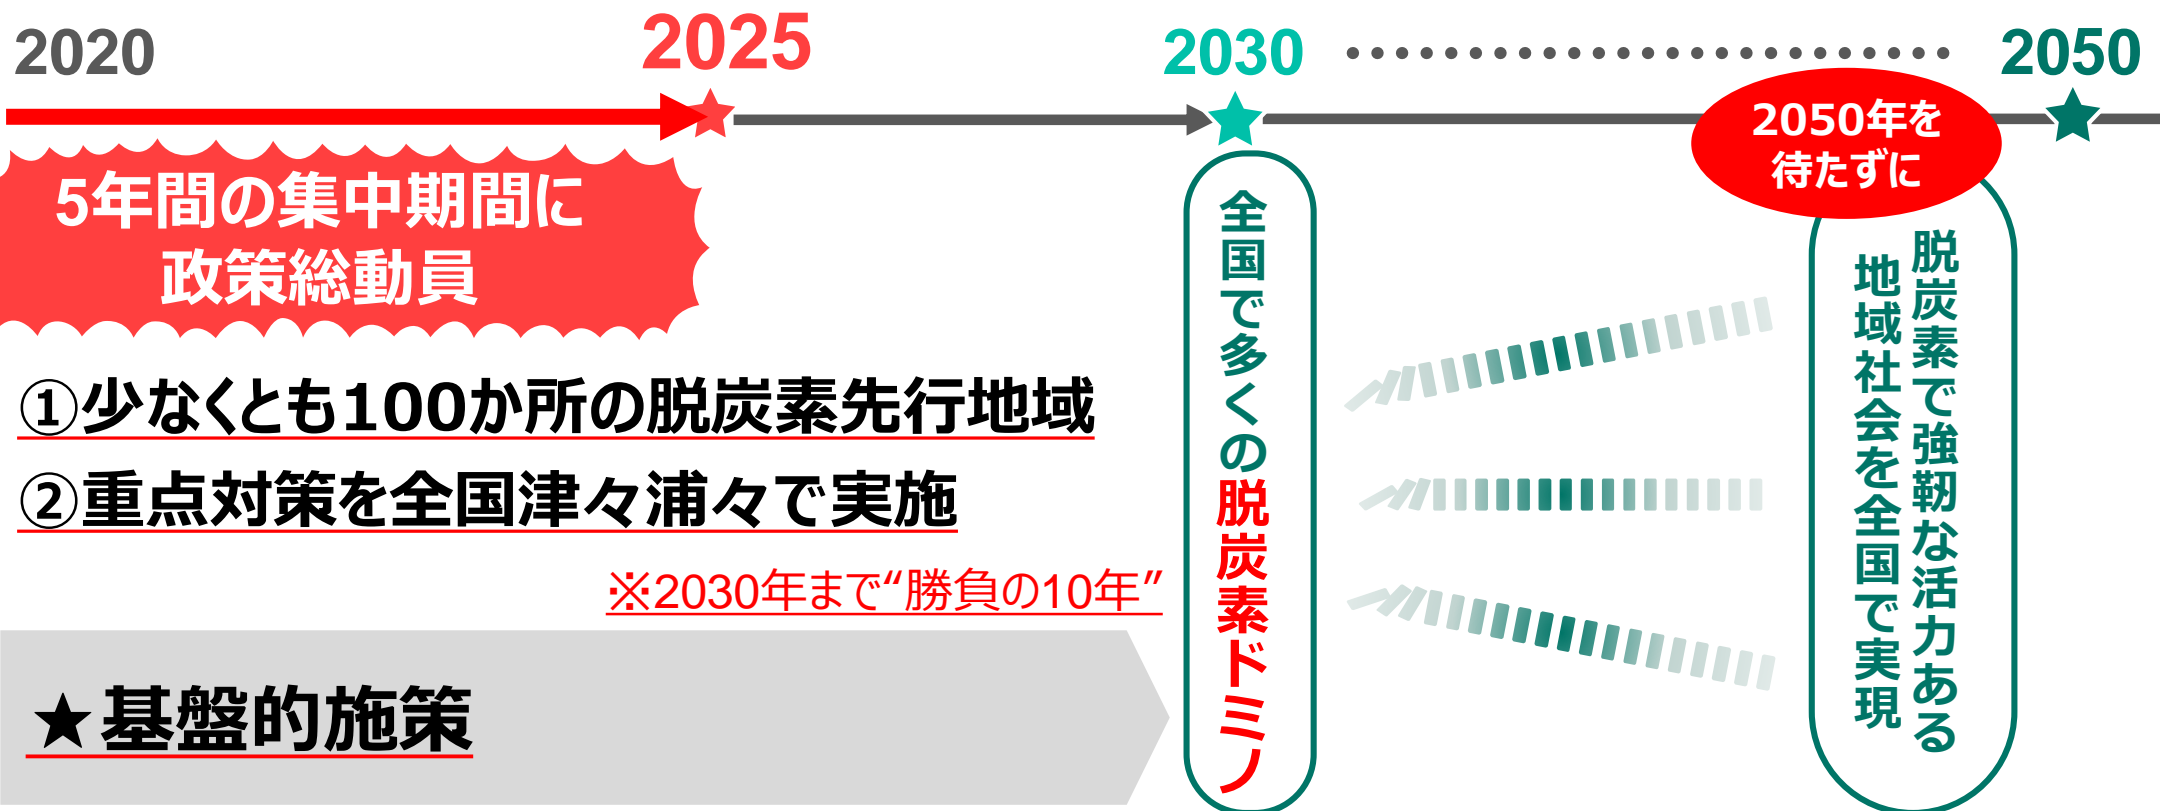 2020
2025
2030
2050
5年間の集中期間に
政策総動員
①少なくとも100か所の脱炭素先行地域
②重点対策を全国津々浦々で実施
※2030年まで“勝負の10年”
★基盤的施策
全国で多くの脱炭素ドミノ
2050年を
待たずに
脱炭素で強靭な活力ある
地域社会を全国で実現